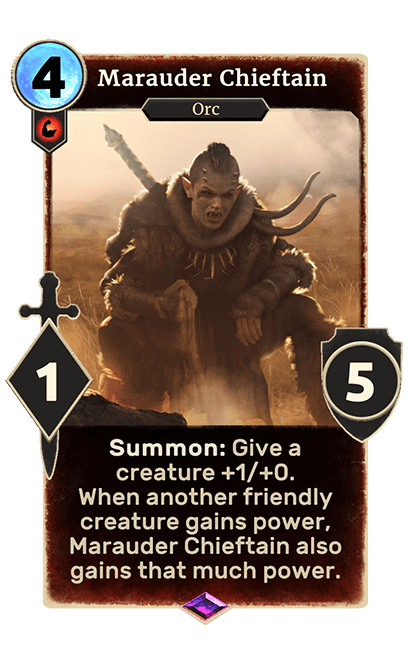 4
Marauder Chieftain
Orc
1
5
Summon: Give a
creature +1/+0.
When another friendly
creature gains power,
Marauder Chieftain also
gains that much power.